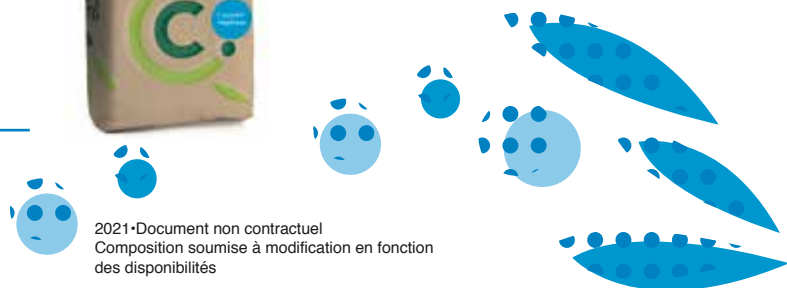 C.
2021•Document non contractuel
Composition soumise à modification en fonction
des disponibilités